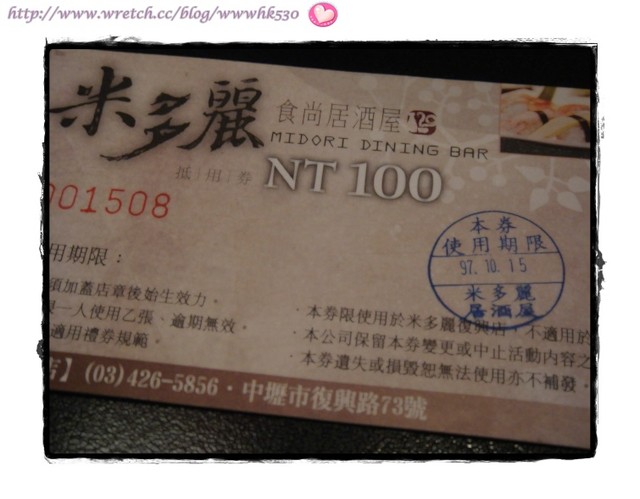 http://www.wretch.cc/blog/wwwhk530
米多麗
食尚居酒屋
MIDORI DINING BAR
抵用券 NT 100
001508
本券
使用期限
97.10.15
米多麗
居酒屋
用期限：
須加蓋店章後始生效力。
限一人使用乙張、逾期無效。
適用禮券規範。
·本券限使用於米多麗復興店，不適用於
·本公司保留本券變更或中止活動內容之
·本券遺失或損毀恕無法使用亦不補發。
店】(03)426-5856·中壢市復興路73號